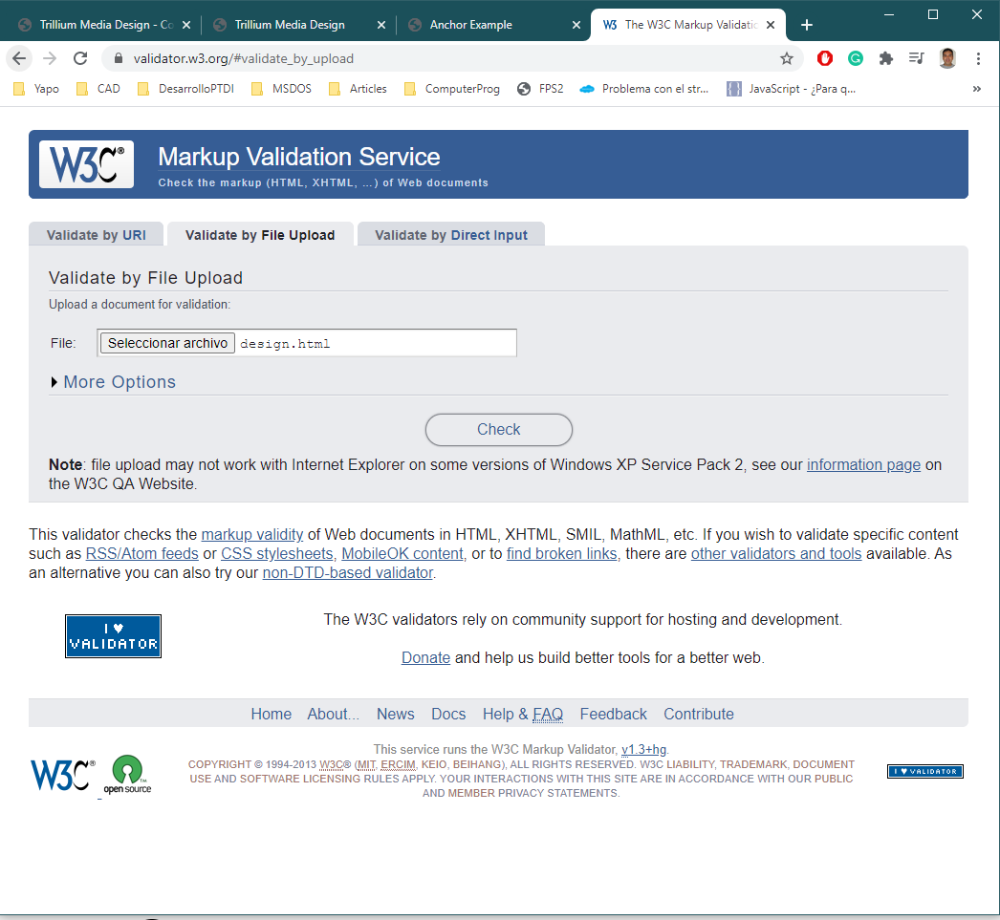 Trillium Media Design - Co
Trillium Media Design
Anchor Example
W3 The W3C Markup Validatic
validator.w3.org/#validate_by_upload
Yapo
CAD
DesarrolloPTDI
MSDOS
Articles
ComputerProg
FPS2
Problema con el str...
JavaScript - ¿Para q...
»
W3C®
Markup Validation Service
Check the markup (HTML, XHTML, …) of Web documents
Validate by URI
Validate by File Upload
Validate by Direct Input
Validate by File Upload
Upload a document for validation:
File: Seleccionar archivo design.html
More Options
Check
Note: file upload may not work with Internet Explorer on some versions of Windows XP Service Pack 2, see our information page on
the W3C QA Website.
This validator checks the markup validity of Web documents in HTML, XHTML, SMIL, MathML, etc. If you wish to validate specific content
such as RSS/Atom feeds or CSS stylesheets, MobileOK content, or to find broken links, there are other validators and tools available. As
an alternative you can also try our non-DTD-based validator.
I ♥
VALIDATOR
The W3C validators rely on community support for hosting and development.
Donate and help us build better tools for a better web.
Home About... News Docs Help & FAQ Feedback Contribute
W3C®
open source™
This service runs the W3C Markup Validator, v1.3+hg.
COPYRIGHT © 1994-2013 W3C® (MIT, ERCIM, KEIO, BEIHANG), ALL RIGHTS RESERVED. W3C LIABILITY, TRADEMARK, DOCUMENT
USE AND SOFTWARE LICENSING RULES APPLY. YOUR INTERACTIONS WITH THIS SITE ARE IN ACCORDANCE WITH OUR PUBLIC
AND MEMBER PRIVACY STATEMENTS.
I ♥ VALIDATOR